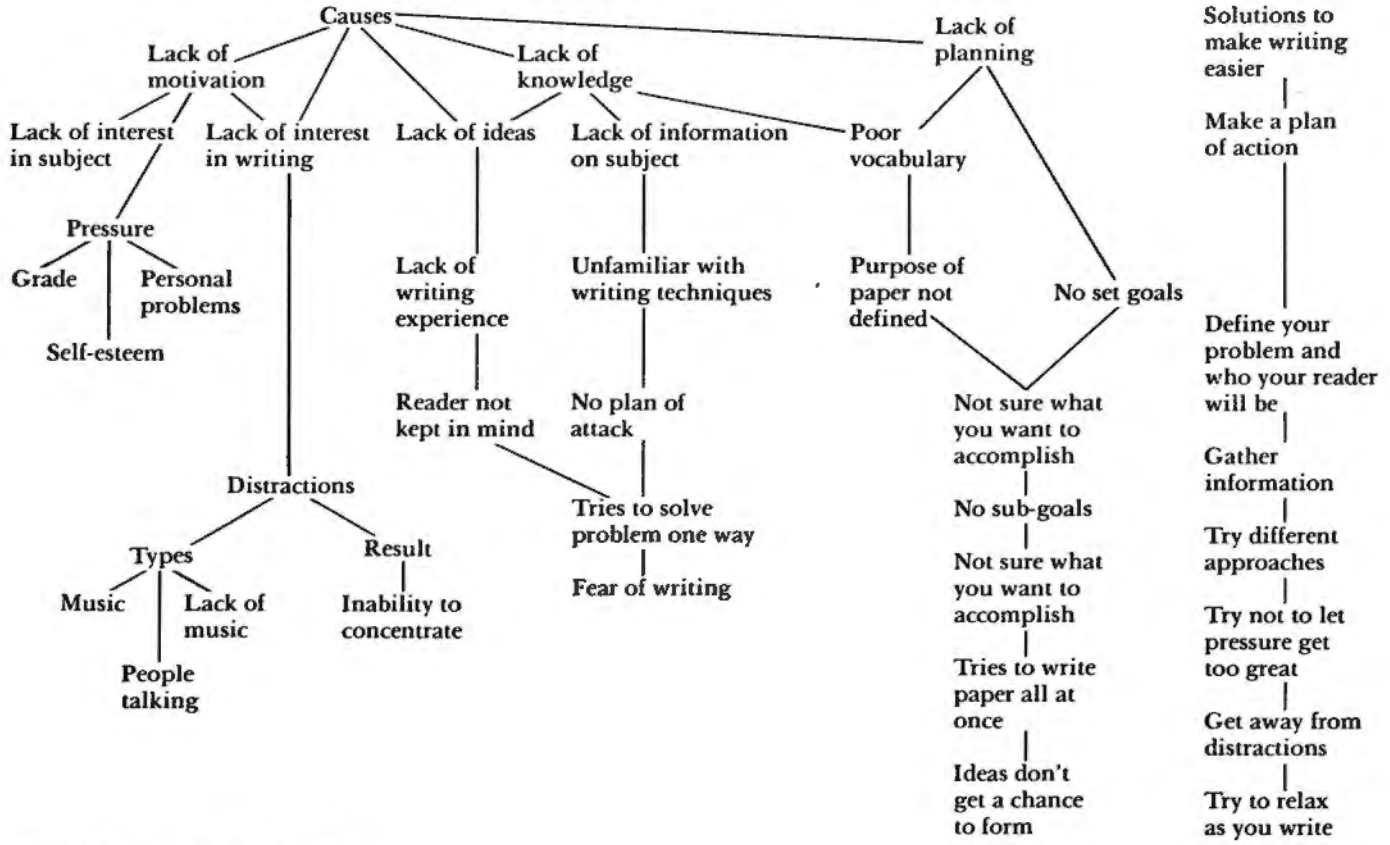 Causes
Lack of
motivation
Lack of
knowledge
Lack of
planning
Lack of interest
in subject
Lack of interest
in writing
Lack of ideas
Lack of information
on subject
Poor
vocabulary
Pressure
Grade
Personal
problems
Self-esteem
Lack of
writing
experience
Unfamiliar with
writing techniques
Purpose of
paper not
defined
No set goals
Reader not
kept in mind
No plan of
attack
Not sure what
you want to
accomplish
Distractions
Tries to solve
problem one way
No sub-goals
Types
Result
Fear of writing
Not sure what
you want to
accomplish
Music
Lack of
music
Inability to
concentrate
People
talking
Tries to write
paper all at
once
Ideas don't
get a chance
to form
Solutions to
make writing
easier
Make a plan
of action
Define your
problem and
who your reader
will be
Gather
information
Try different
approaches
Try not to let
pressure get
too great
Get away from
distractions
Try to relax
as you write